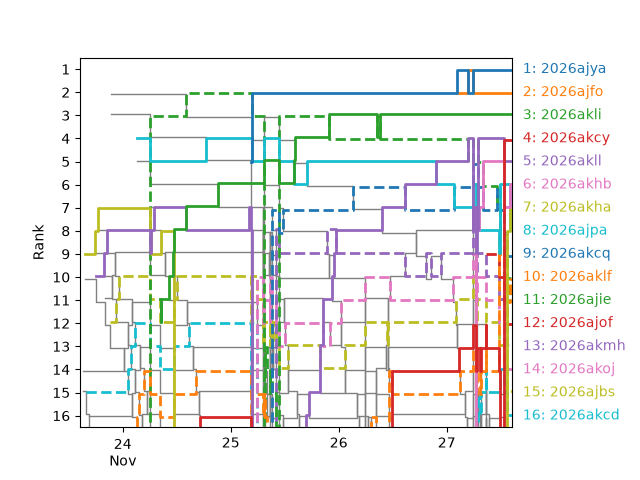 Rank
1
2
3
4
5
6
7
8
9
10
11
12
13
14
15
16
24
25
26
27
Nov
1: 2026ajya
2: 2026ajfo
3: 2026akli
4: 2026akcy
5: 2026akll
6: 2026akhb
7: 2026akha
8: 2026ajpa
9: 2026akcq
10: 2026aklf
11: 2026ajie
12: 2026ajof
13: 2026akmh
14: 2026akoj
15: 2026ajbs
16: 2026akcd